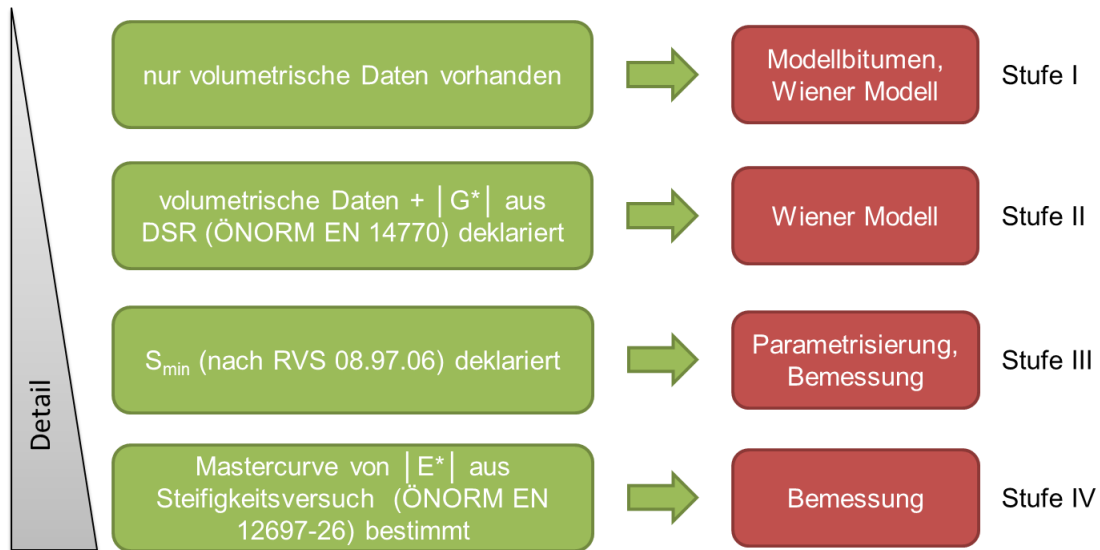 nur volumetrische Daten vorhanden
Modellbitumen,
Wiener Modell
Stufe I
volumetrische Daten + |G*| aus
DSR (ÖNORM EN 14770) deklariert
Wiener Modell
Stufe II
Smin (nach RVS 08.97.06) deklariert
Parametrisierung,
Bemessung
Stufe III
Mastercurve von |E*| aus
Steifigkeitsversuch (ÖNORM EN
12697-26) bestimmt
Bemessung
Stufe IV
Detail